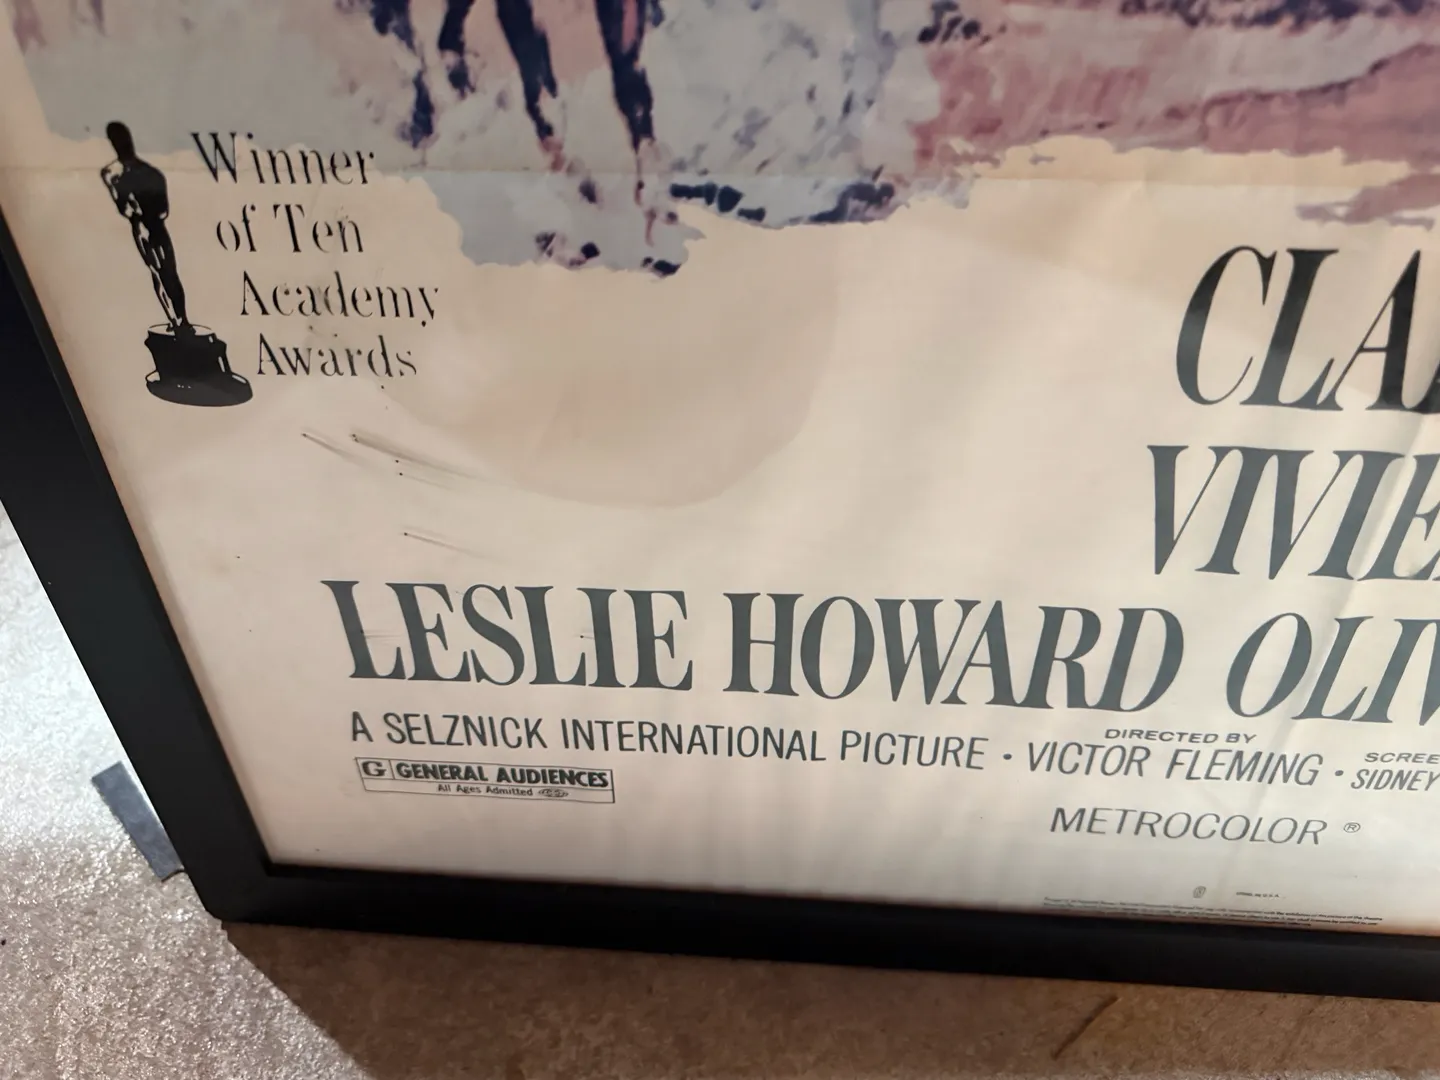 Winner
of Ten
Academy
Awards
CLA
VIVIE
LESLIE HOWARD OLIV
A SELZNICK INTERNATIONAL PICTURE · DIRECTED BY VICTOR FLEMING · SCREE
SIDNEY
G GENERAL AUDIENCES
All Ages Admitted
METROCOLOR ®